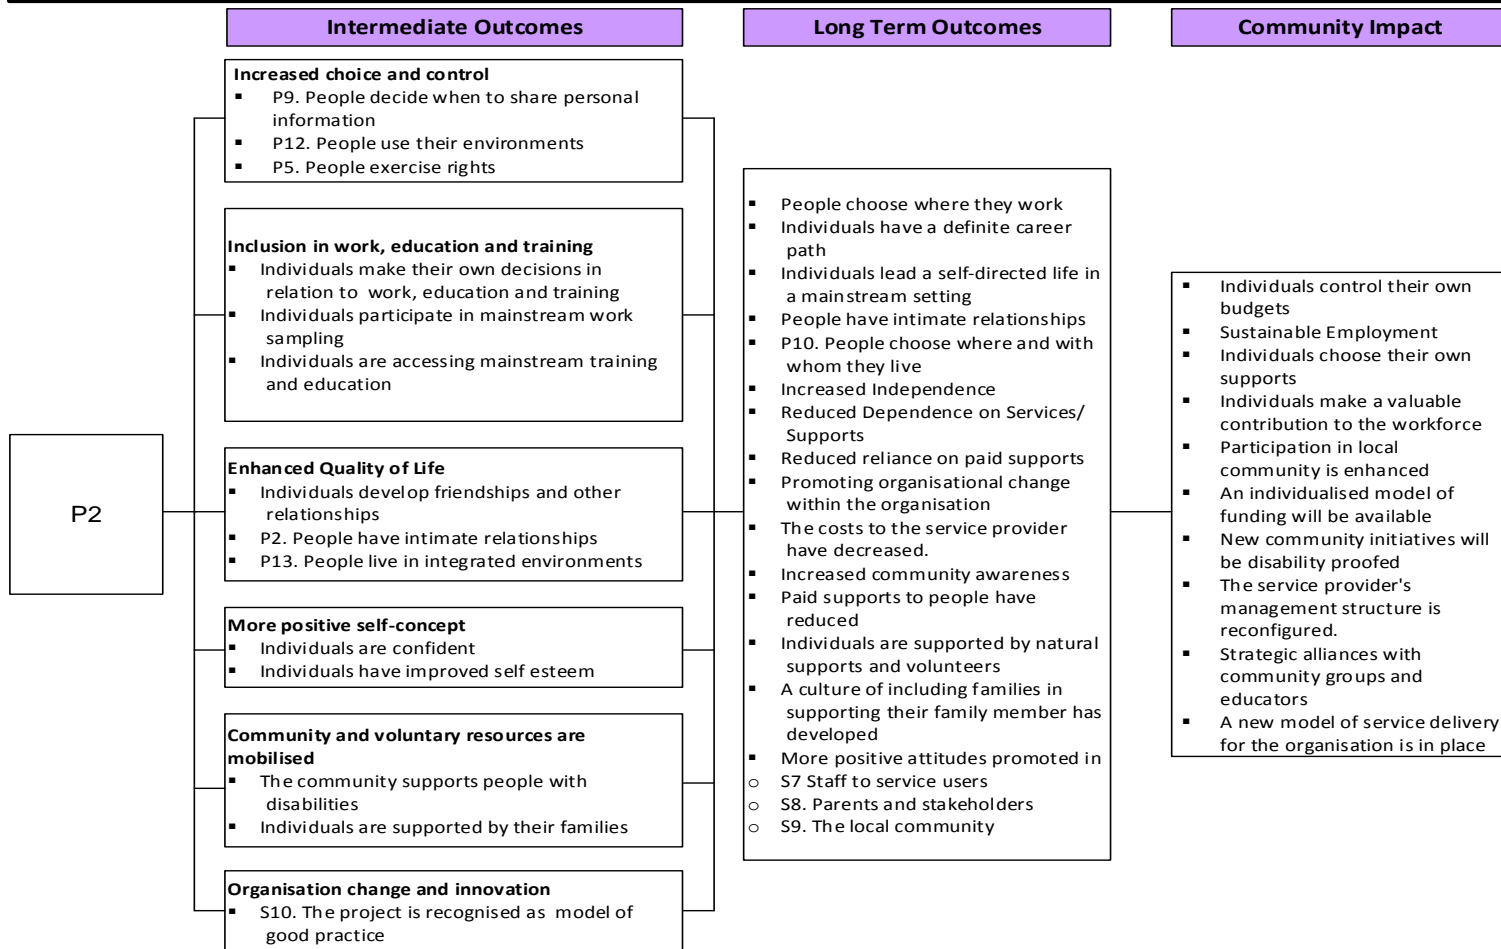 Intermediate Outcomes
Long Term Outcomes
Community Impact
P2
Increased choice and control
▪ P9. People decide when to share personal
information
▪ P12. People use their environments
▪ P5. People exercise rights
Inclusion in work, education and training
▪ Individuals make their own decisions in
relation to work, education and training
▪ Individuals participate in mainstream work
sampling
▪ Individuals are accessing mainstream training
and education
Enhanced Quality of Life
▪ Individuals develop friendships and other
relationships
▪ P2. People have intimate relationships
▪ P13. People live in integrated environments
More positive self-concept
▪ Individuals are confident
▪ Individuals have improved self esteem
Community and voluntary resources are
mobilised
▪ The community supports people with
disabilities
▪ Individuals are supported by their families
Organisation change and innovation
▪ S10. The project is recognised as model of
good practice
▪ People choose where they work
▪ Individuals have a definite career
path
▪ Individuals lead a self-directed life in
a mainstream setting
▪ People have intimate relationships
▪ P10. People choose where and with
whom they live
▪ Increased Independence
▪ Reduced Dependence on Services/
Supports
▪ Reduced reliance on paid supports
▪ Promoting organisational change
within the organisation
▪ The costs to the service provider
have decreased.
▪ Increased community awareness
▪ Paid supports to people have
reduced
▪ Individuals are supported by natural
supports and volunteers
▪ A culture of including families in
supporting their family member has
developed
▪ More positive attitudes promoted in
o S7 Staff to service users
o S8. Parents and stakeholders
o S9. The local community
▪ Individuals control their own
budgets
▪ Sustainable Employment
▪ Individuals choose their own
supports
▪ Individuals make a valuable
contribution to the workforce
▪ Participation in local
community is enhanced
▪ An individualised model of
funding will be available
▪ New community initiatives will
be disability proofed
▪ The service provider's
management structure is
reconfigured.
▪ Strategic alliances with
community groups and
educators
▪ A new model of service delivery
for the organisation is in place